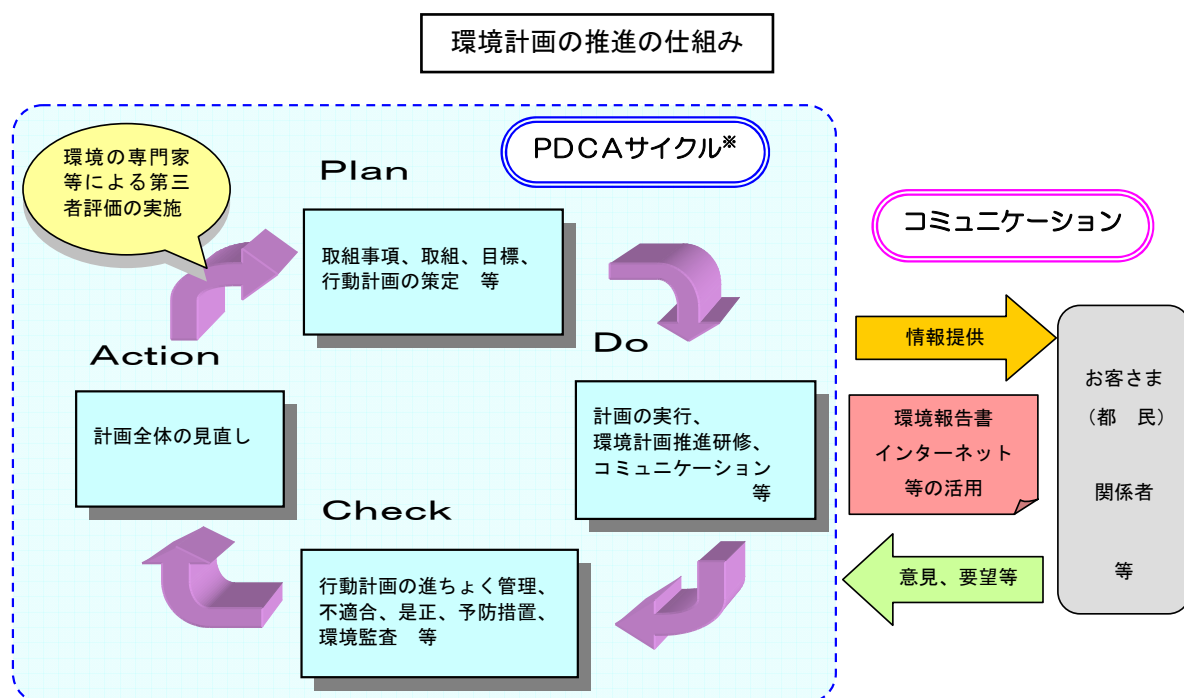 環境計画の推進の仕組み
PDCAサイクル※
環境の専門家
等による第三
者評価の実施
Plan
取組事項、取組、目標、
行動計画の策定　等
Do
計画の実行、
環境計画推進研修、
コミュニケーション
等
Check
行動計画の進ちょく管理、
不適合、是正、予防措置、
環境監査　等
Action
計画全体の見直し
コミュニケーション
情報提供
環境報告書
インターネット
等の活用
意見、要望等
お客さま
（都　民）
関係者
等